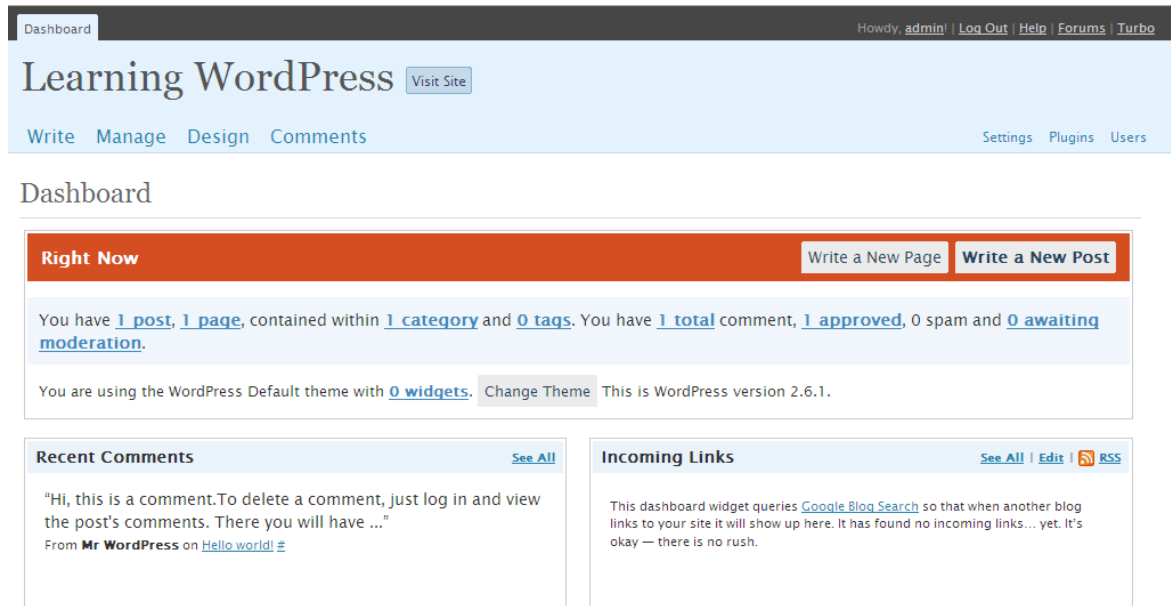 Dashboard
Howdy, admin! | Log Out | Help | Forums | Turbo
Learning WordPress Visit Site
Write Manage Design Comments
Settings Plugins Users
Dashboard
Right Now
Write a New Page Write a New Post
You have 1 post, 1 page, contained within 1 category and 0 tags. You have 1 total comment, 1 approved, 0 spam and 0 awaiting
moderation.
You are using the WordPress Default theme with 0 widgets. Change Theme This is WordPress version 2.6.1.
Recent Comments See All
“Hi, this is a comment.To delete a comment, just log in and view
the post's comments. There you will have ...”
From Mr WordPress on Hello world! #
Incoming Links See All | Edit | RSS
This dashboard widget queries Google Blog Search so that when another blog
links to your site it will show up here. It has found no incoming links... yet. It's
okay — there is no rush.